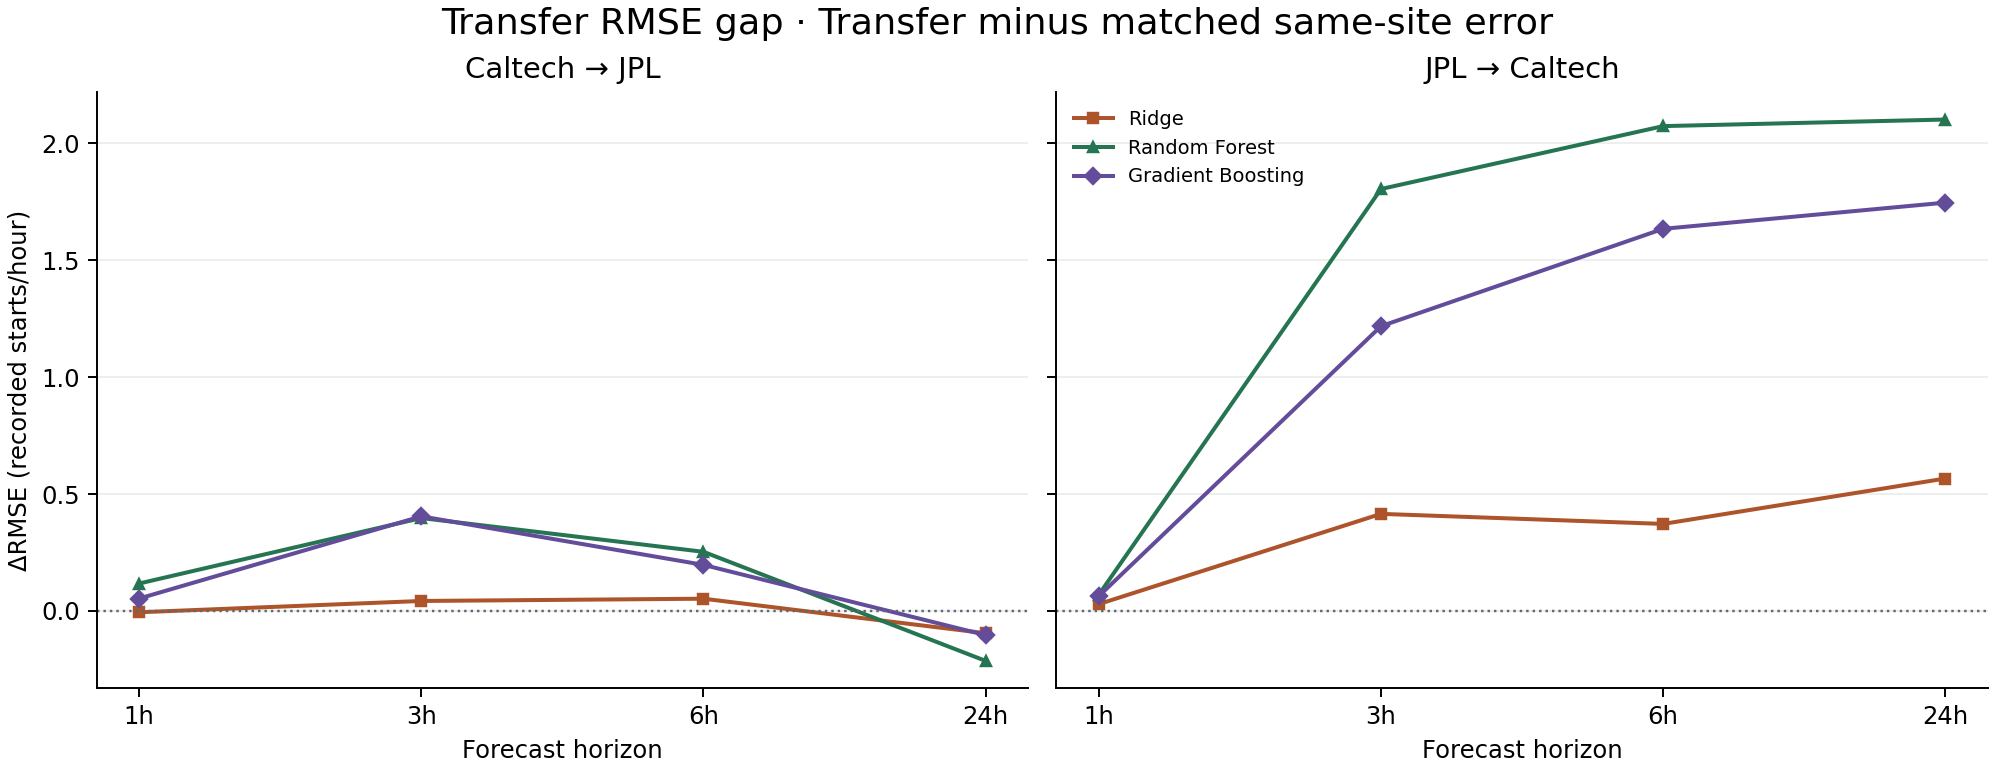 Transfer RMSE gap · Transfer minus matched same-site error
Caltech → JPL
JPL → Caltech
ΔRMSE (recorded starts/hour)
2.0
1.5
1.0
0.5
0.0
1h
3h
6h
24h
Forecast horizon
Ridge
Random Forest
Gradient Boosting
1h
3h
6h
24h
Forecast horizon